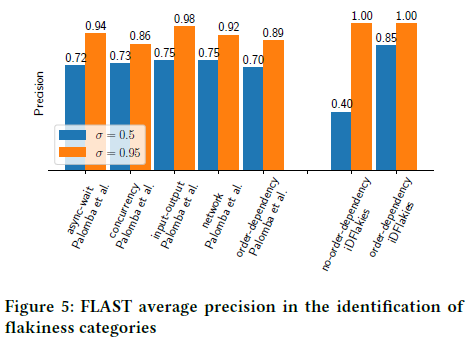 0.72 0.94 0.73 0.86 0.75 0.98 0.75 0.92 0.70 0.89 0.40 1.00 0.85 1.00
Precision
σ = 0.5
σ = 0.95
async-wait
Palomba et al.
concurrency
Palomba et al.
input-output
Palomba et al.
network
Palomba et al.
order-dependency
Palomba et al.
no-order-dependency
iDFlakies
order-dependency
iDFlakies
Figure 5: FLAST average precision in the identification of
flakiness categories